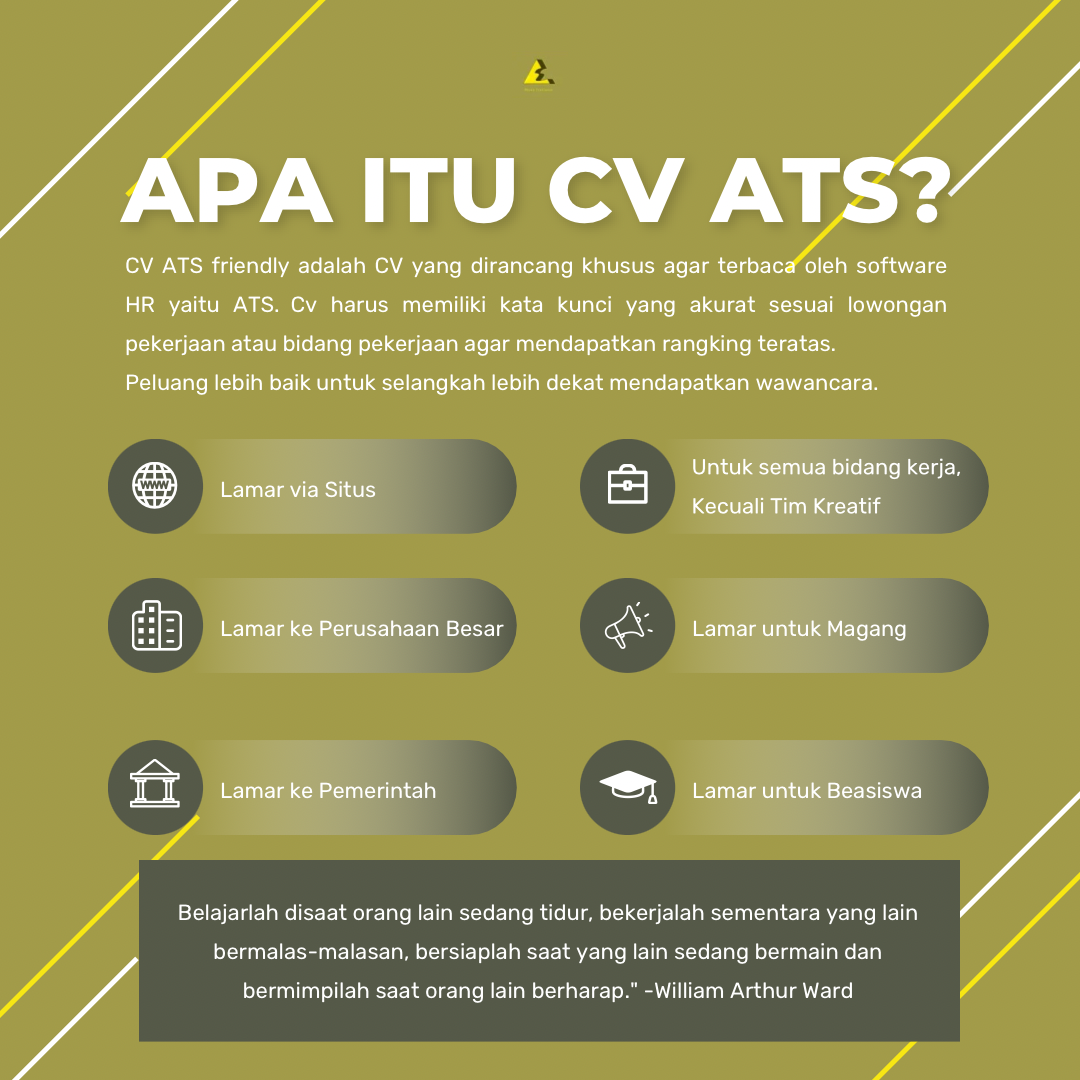 APA ITU CV ATS?
CV ATS friendly adalah CV yang dirancang khusus agar terbaca oleh software
HR yaitu ATS. Cv harus memiliki kata kunci yang akurat sesuai lowongan
pekerjaan atau bidang pekerjaan agar mendapatkan rangking teratas.
Peluang lebih baik untuk selangkah lebih dekat mendapatkan wawancara.
WWW
Lamar via Situs
Untuk semua bidang kerja,
Kecuali Tim Kreatif
Lamar ke Perusahaan Besar
Lamar untuk Magang
Lamar ke Pemerintah
Lamar untuk Beasiswa
Belajarlah disaat orang lain sedang tidur, bekerjalah sementara yang lain
bermalas-malasan, bersiaplah saat yang lain sedang bermain dan
bermimpilah saat orang lain berharap." -William Arthur Ward